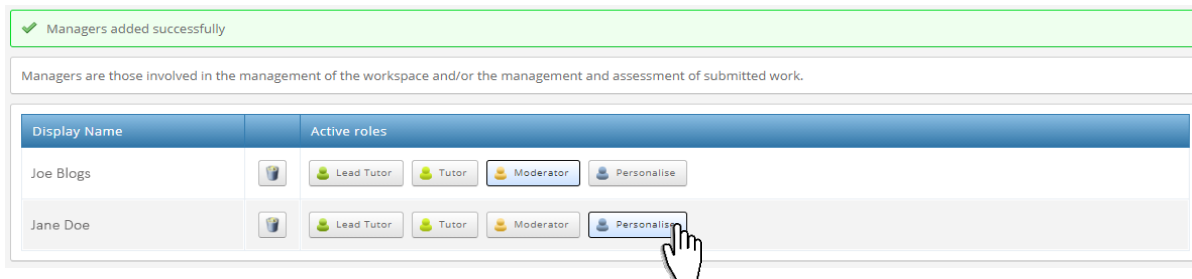 Managers added successfully
Managers are those involved in the management of the workspace and/or the management and assessment of submitted work.
Display Name Active roles
Joe Blogs Lead Tutor Tutor Moderator Personalise
Jane Doe Lead Tutor Tutor Moderator Personalise